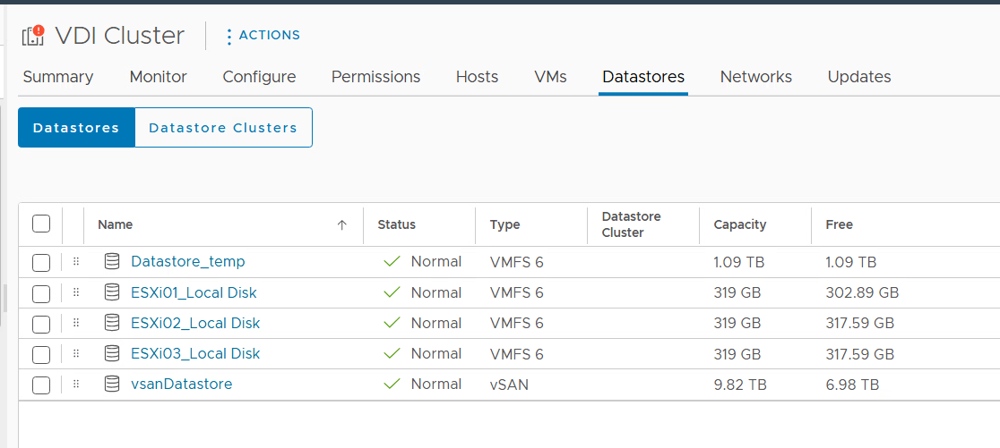 VDI Cluster
ACTIONS
Summary Monitor Configure Permissions Hosts VMs Datastores Networks Updates
Datastores Datastore Clusters
Name Status Type Datastore Cluster Capacity Free
Datastore_temp Normal VMFS 6 1.09 TB 1.09 TB
ESXi01_Local Disk Normal VMFS 6 319 GB 302.89 GB
ESXi02_Local Disk Normal VMFS 6 319 GB 317.59 GB
ESXi03_Local Disk Normal VMFS 6 319 GB 317.59 GB
vsanDatastore Normal vSAN 9.82 TB 6.98 TB